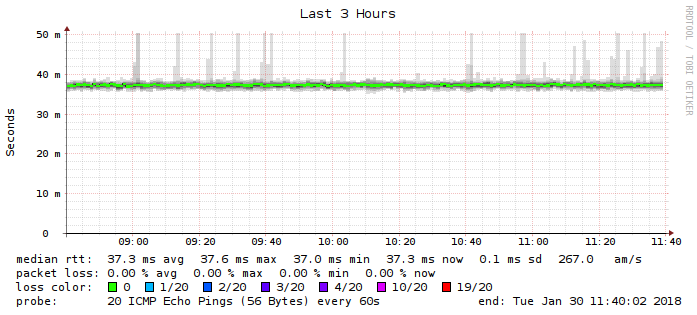 Last 3 Hours
RRDTOOL / TOBI OETIKER
Seconds
50 m
40 m
30 m
20 m
10 m
0
09:00 09:20 09:40 10:00 10:20 10:40 11:00 11:20 11:40
median rtt: 37.3 ms avg 37.6 ms max 37.0 ms min 37.3 ms now 0.1 ms sd 267.0 am/s
packet loss: 0.00 % avg 0.00 % max 0.00 % min 0.00 % now
loss color: 0 1/20 2/20 3/20 4/20 10/20 19/20
probe: 20 ICMP Echo Pings (56 Bytes) every 60s end: Tue Jan 30 11:40:02 2018